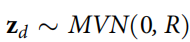 z_d ∼ MVN(0, R)